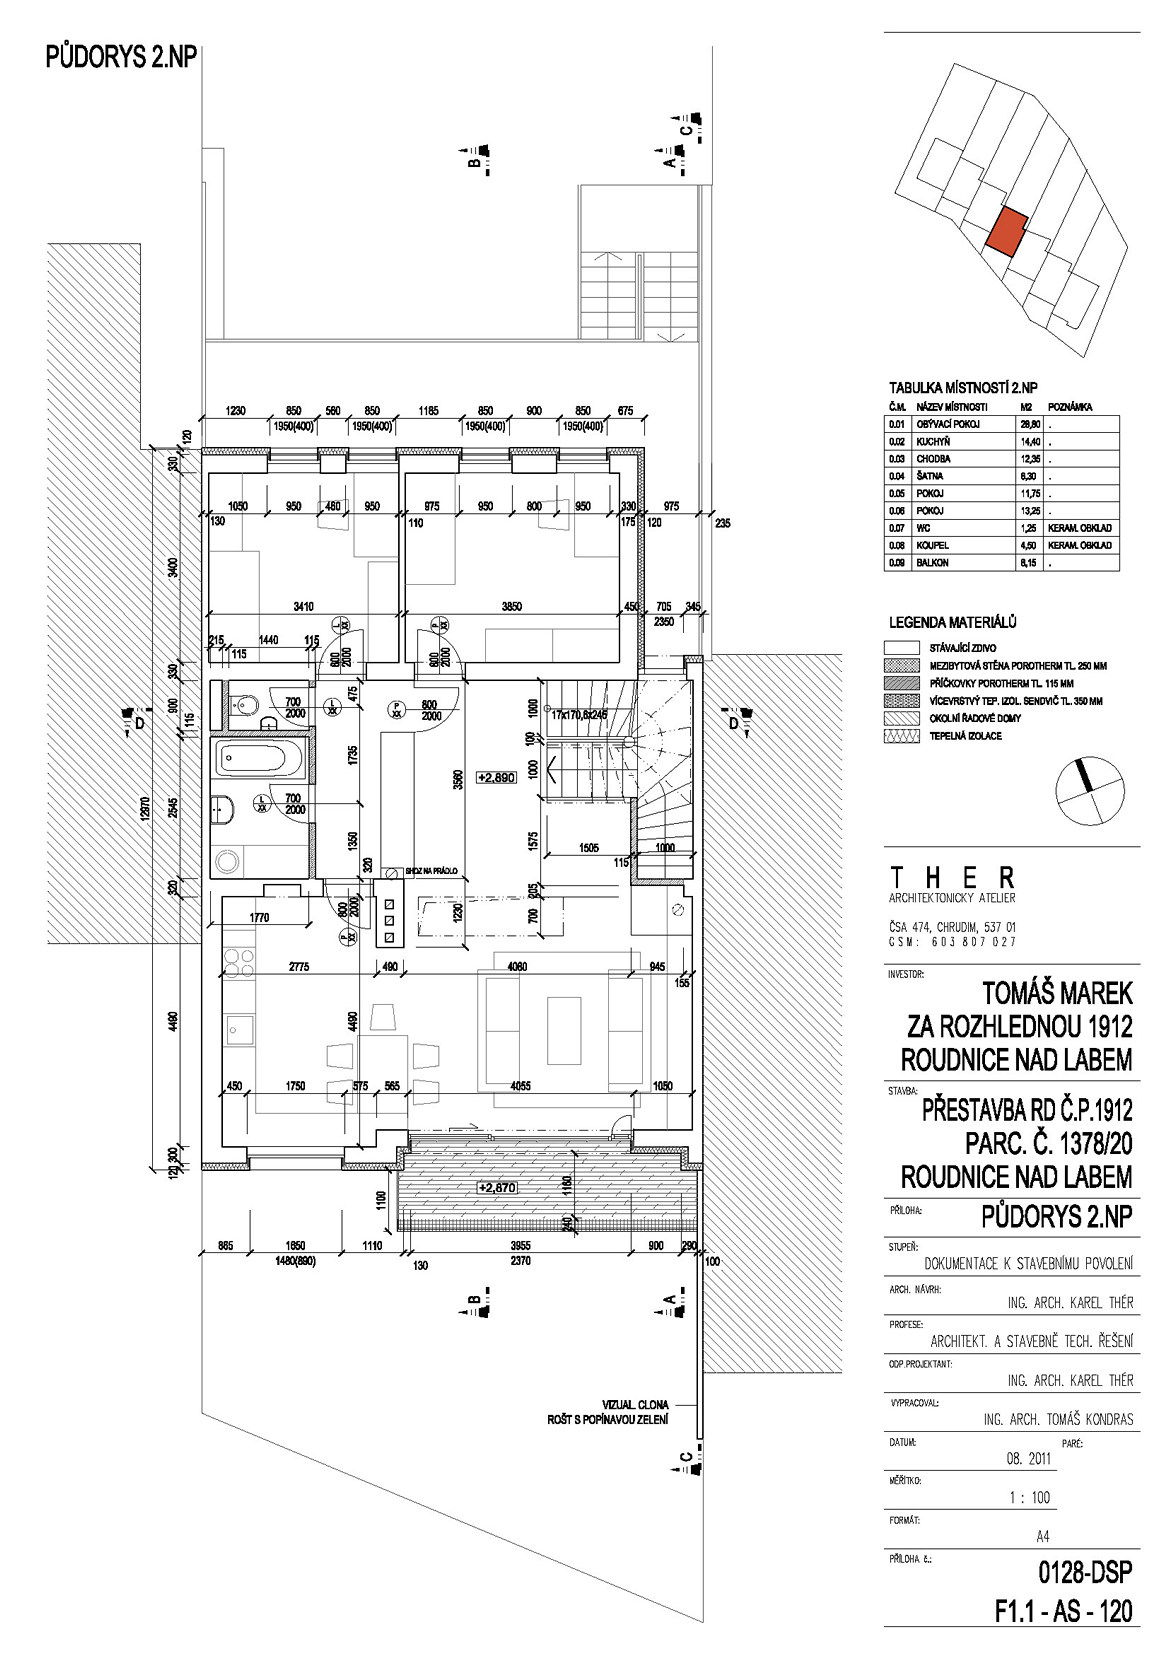 PŮDORYS 2.NP
C
B
A
TABULKA MÍSTNOSTÍ 2.NP
Č.M. NÁZEV MÍSTNOSTI M2 POZNÁMKA
0.01 OBÝVACÍ POKOJ 28,80 .
0.02 KUCHYŇ 14,40 .
0.03 CHODBA 12,35 .
0.04 ŠATNA 6,30 .
0.05 POKOJ 11,75 .
0.06 POKOJ 13,25 .
0.07 WC 1,25 KERAM. OBKLAD
0.08 KOUPEL 4,50 KERAM. OBKLAD
0.09 BALKON 6,15 .
1230 850 560 850 1185 850 900 850 675
1950(400) 1950(400) 1950(400) 1950(400)
120
330
1050 950 460 950 975 950 800 950 330 975
130 110 175 120 235
3400
3410 3850 450 705 345
2350
LEGENDA MATERIÁLŮ
STÁVAJÍCÍ ZDIVO
MEZIBYTOVÁ STĚNA POROTHERM TL. 250 MM
PŘÍČKOVKY POROTHERM TL. 115 MM
VÍCEVRSTVÝ TEP. IZOL. SENDVIČ TL. 350 MM
OKOLNÍ ŘADOVÉ DOMY
TEPELNÁ IZOLACE
215 1440 115
115
L XX
P XX
600 2000
600 2000
330
900
115
475
700 2000
L XX
P XX
800 2000
1000
17x170,6x245
100
D
D
1735
3560
+2,890
1000
12970
2545
L XX
700 2000
1350
1575
1505
115
1000
320
320
SHOZ NA PRÁDLO
205
800 2000
P XX
1770
1230
700
2775 490 4060 945
155
4490
4490
450 1750 575 565 4055 1050
300
120
1100
+2,870
1160
240
885 1650 1110 3955 900 290
1480(890) 130 2370 100
B
A
VIZUAL. CLONA
ROŠT S POPÍNAVOU ZELENÍ
C
THER
ARCHITEKTONICKÝ ATELIER
ČSA 474, CHRUDIM, 537 01
GSM: 603 807 027
INVESTOR:
TOMÁŠ MAREK
ZA ROZHLEDNOU 1912
ROUDNICE NAD LABEM
STAVBA:
PŘESTAVBA RD Č.P.1912
PARC. Č. 1378/20
ROUDNICE NAD LABEM
PŘÍLOHA:
PŮDORYS 2.NP
STUPEŇ:
DOKUMENTACE K STAVEBNÍMU POVOLENÍ
ARCH. NÁVRH:
ING. ARCH. KAREL THÉR
PROFESE:
ARCHITEKT. A STAVEBNĚ TECH. ŘEŠENÍ
ODP.PROJEKTANT:
ING. ARCH. KAREL THÉR
VYPRACOVAL:
ING. ARCH. TOMÁŠ KONDRAS
DATUM:
08. 2011
PARÉ:
MĚŘÍTKO:
1 : 100
FORMÁT:
A4
PŘÍLOHA č.:
0128-DSP
F1.1 - AS - 120